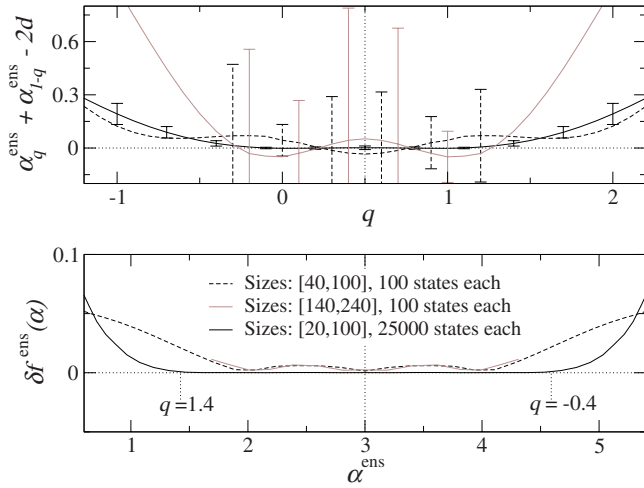 α_q^ens + α_1-q^ens - 2d
0.6
0.3
0
-1
0
1
2
q
δf^ens(α)
0.1
0
Sizes: [40,100], 100 states each
Sizes: [140,240], 100 states each
Sizes: [20,100], 25000 states each
q =1.4
q = -0.4
1
2
3
4
5
α^ens